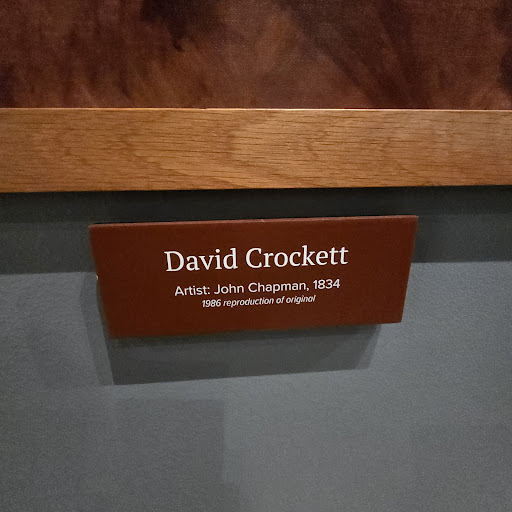 David Crockett
Artist: John Chapman, 1834
1986 reproduction of original